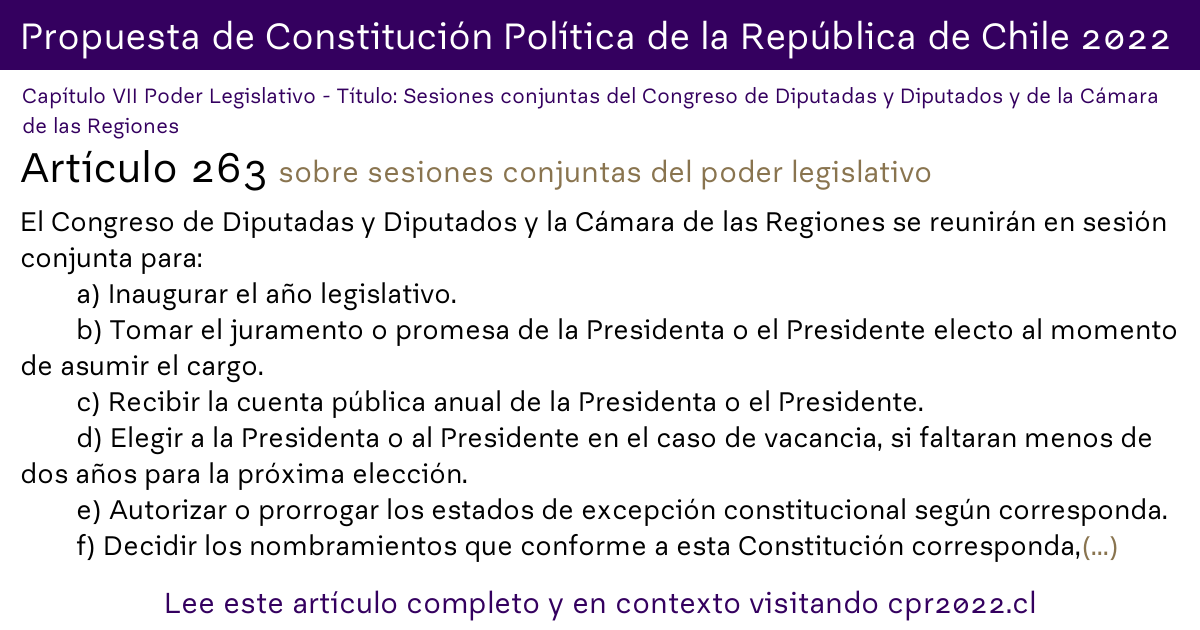 Propuesta de Constitución Política de la República de Chile 2022
Capítulo VII Poder Legislativo - Título: Sesiones conjuntas del Congreso de Diputadas y Diputados y de la Cámara
de las Regiones
Artículo 263 sobre sesiones conjuntas del poder legislativo
El Congreso de Diputadas y Diputados y la Cámara de las Regiones se reunirán en sesión
conjunta para:
a) Inaugurar el año legislativo.
b) Tomar el juramento o promesa de la Presidenta o el Presidente electo al momento
de asumir el cargo.
c) Recibir la cuenta pública anual de la Presidenta o el Presidente.
d) Elegir a la Presidenta o al Presidente en el caso de vacancia, si faltaran menos de
dos años para la próxima elección.
e) Autorizar o prorrogar los estados de excepción constitucional según corresponda.
f) Decidir los nombramientos que conforme a esta Constitución corresponda,(...)
Lee este artículo completo y en contexto visitando cpr2022.cl